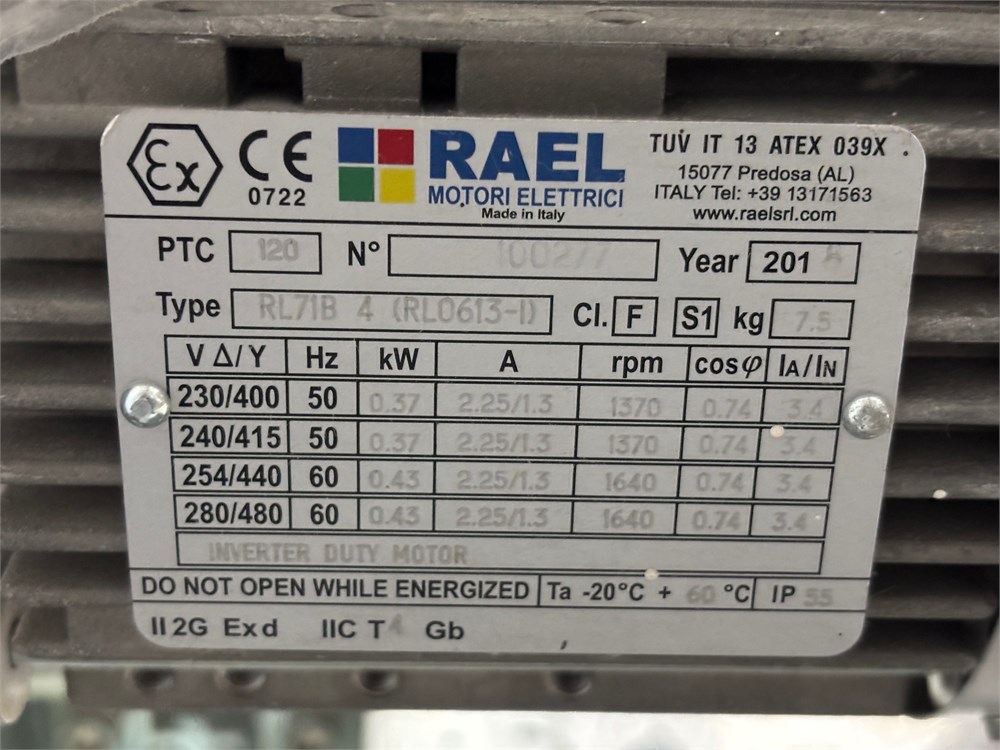 Ex CE 0722
RAEL
MOTORI ELETTRICI
Made in Italy
TUV IT 13 ATEX 039X .
15077 Predosa (AL)
ITALY Tel: +39 13171563
www.raelsrl.com
PTC 120 N° 100277 Year 201
Type RL71B 4 (RL0613-I) Cl. F S1 kg 7.5
V Δ/Y Hz kW A rpm cosφ IA/IN
230/400 50 0.37 2.25/1.3 1370 0.74 3.4
240/415 50 0.37 2.25/1.3 1370 0.74 3.4
254/440 60 0.43 2.25/1.3 1640 0.74 3.4
280/480 60 0.43 2.25/1.3 1640 0.74 3.4
INVERTER DUTY MOTOR
DO NOT OPEN WHILE ENERGIZED Ta -20°C + 60 °C IP 55
II 2G Ex d IIC T4 Gb